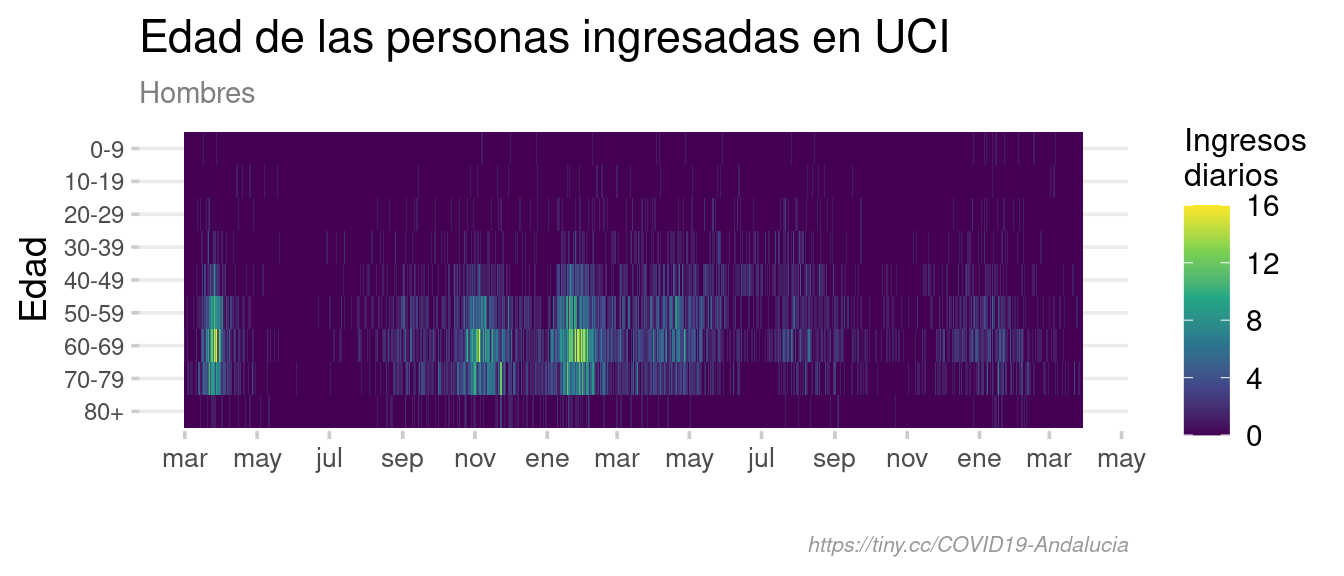 Edad de las personas ingresadas en UCI
Hombres
Edad
0-9
10-19
20-29
30-39
40-49
50-59
60-69
70-79
80+
mar may jul sep nov ene mar may jul sep nov ene mar may
Ingresos
diarios
16
12
8
4
0
https://tiny.cc/COVID19-Andalucia